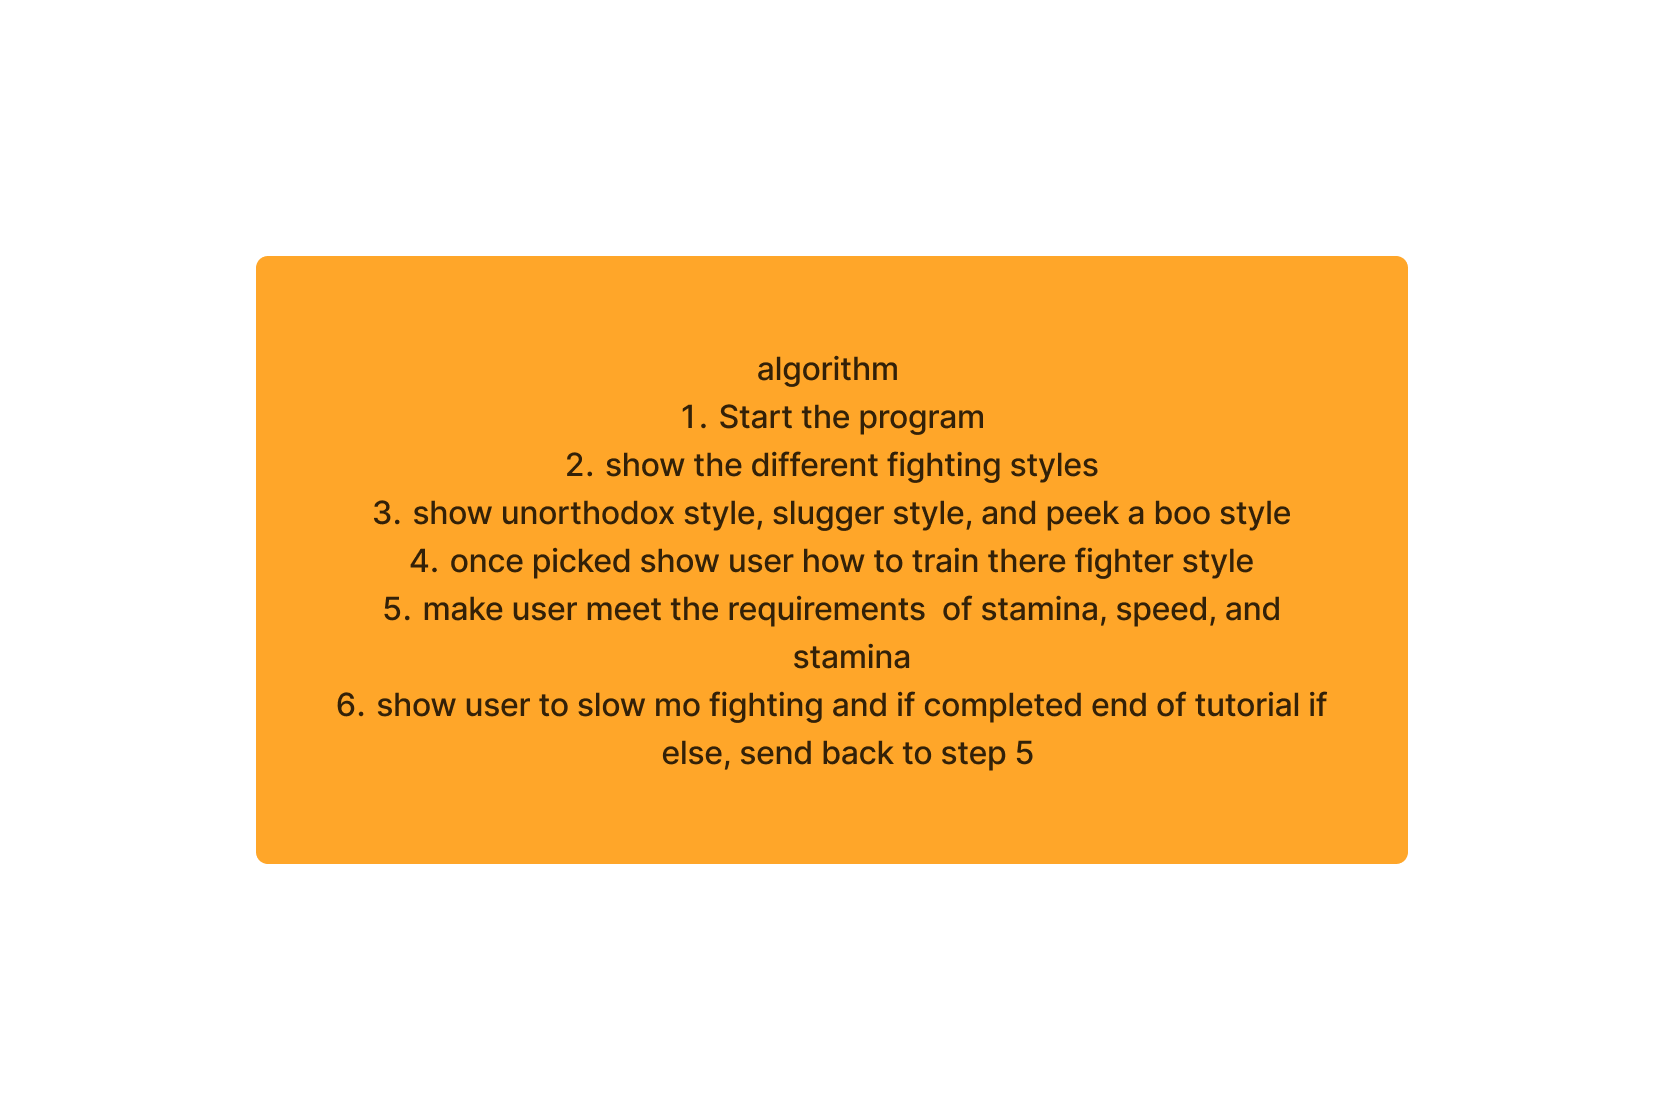 algorithm
1. Start the program
2. show the different fighting styles
3. show unorthodox style, slugger style, and peek a boo style
4. once picked show user how to train there fighter style
5. make user meet the requirements  of stamina, speed, and
stamina
6. show user to slow mo fighting and if completed end of tutorial if
else, send back to step 5